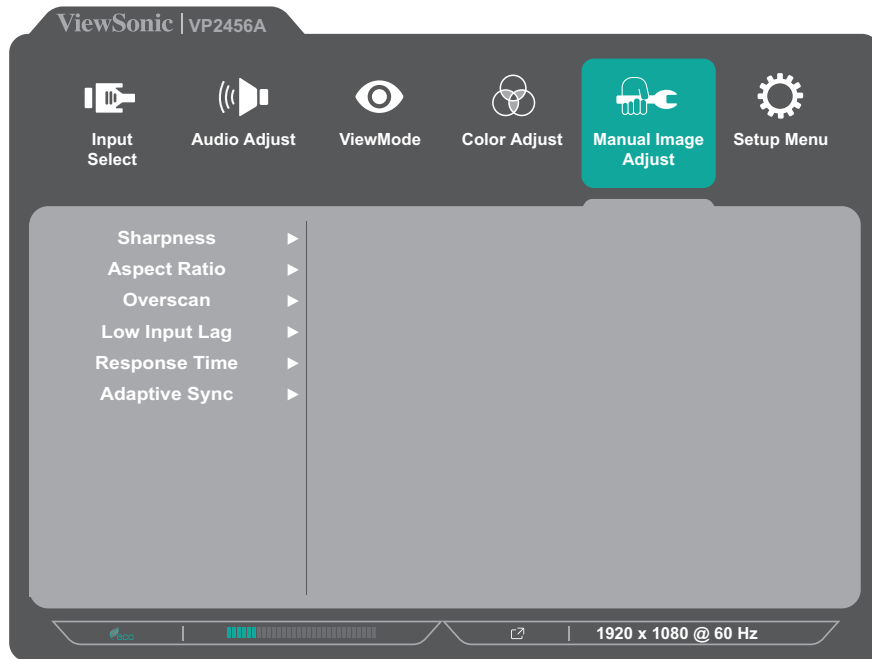 ViewSonic | VP2456A
Input
Select
Audio Adjust
ViewMode
Color Adjust
Manual Image
Adjust
Setup Menu
Sharpness
Aspect Ratio
Overscan
Low Input Lag
Response Time
Adaptive Sync
eco
1920 x 1080 @ 60 Hz